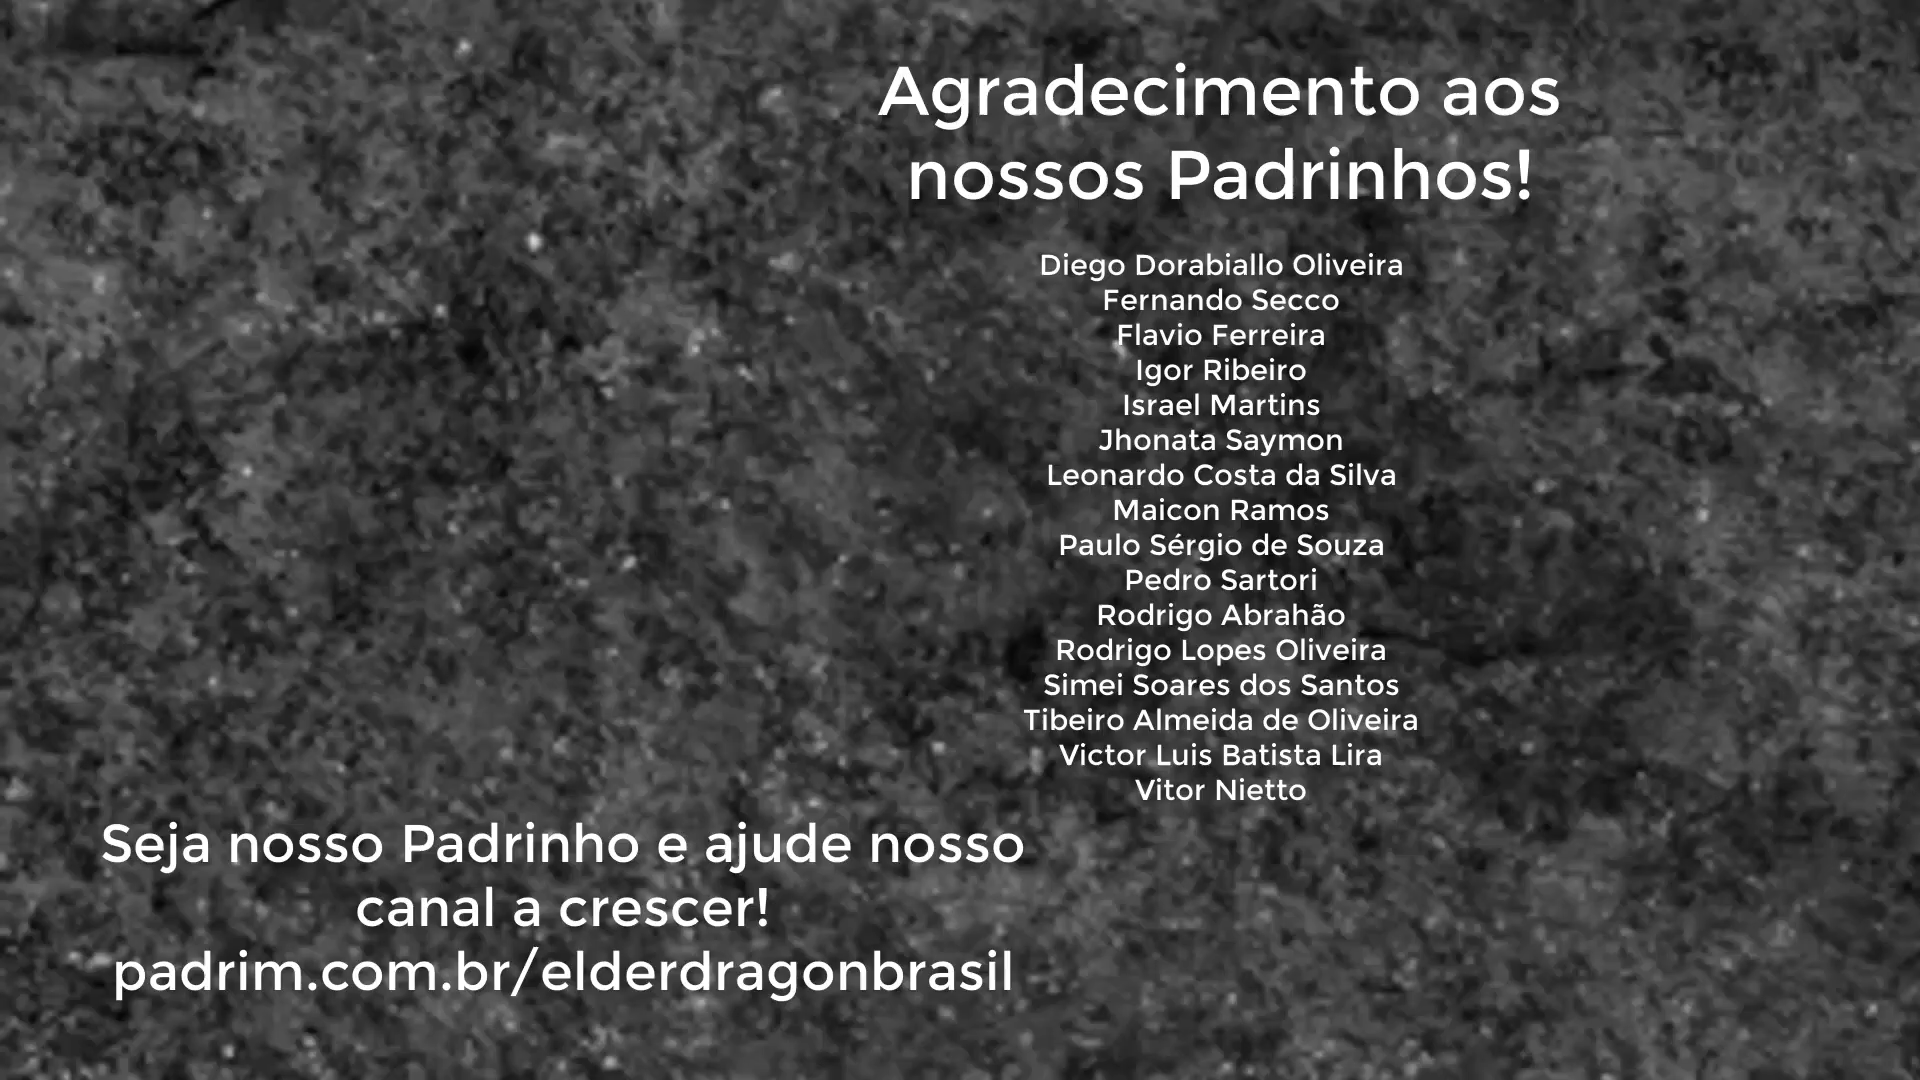 Agradecimento aos
nossos Padrinhos!
Diego Dorabiallo Oliveira
Fernando Secco
Flavio Ferreira
Igor Ribeiro
Israel Martins
Jhonata Saymon
Leonardo Costa da Silva
Maicon Ramos
Paulo Sérgio de Souza
Pedro Sartori
Rodrigo Abrahão
Rodrigo Lopes Oliveira
Simei Soares dos Santos
Tibeiro Almeida de Oliveira
Victor Luis Batista Lira
Vitor Nietto
Seja nosso Padrinho e ajude nosso
canal a crescer!
padrim.com.br/elderdragonbrasil